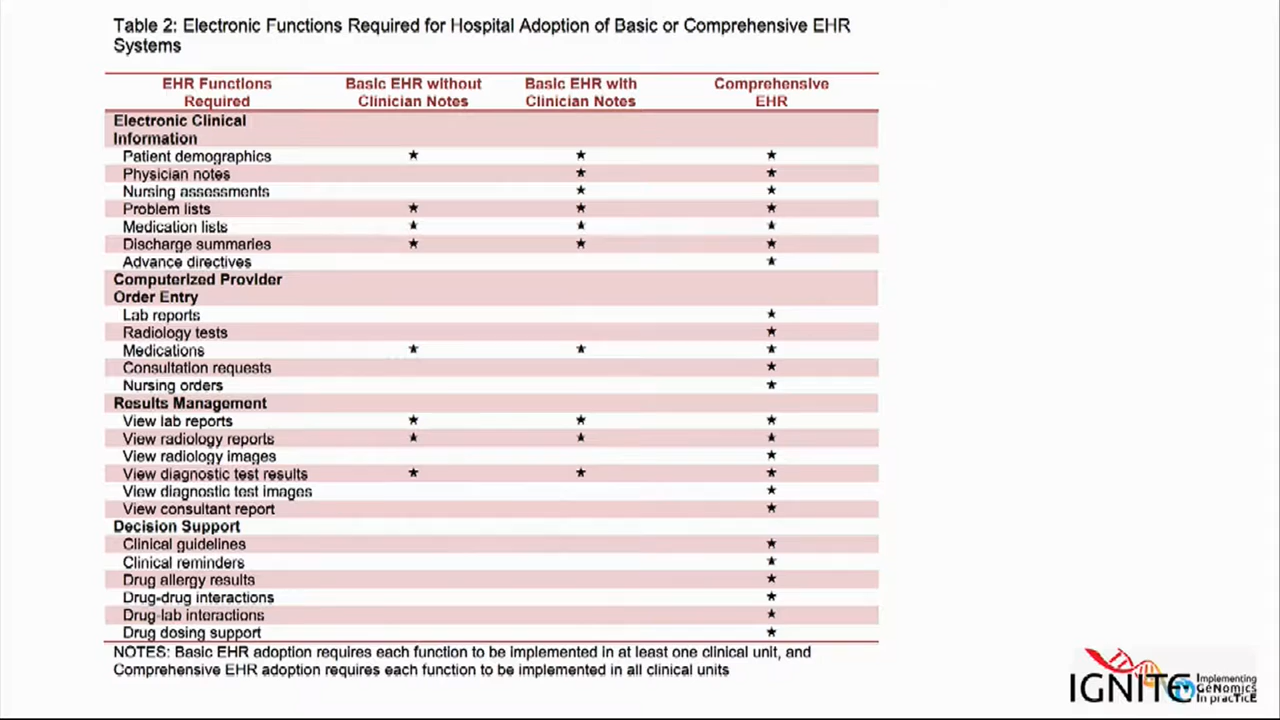 Table 2: Electronic Functions Required for Hospital Adoption of Basic or Comprehensive EHR
Systems
EHR Functions Required Basic EHR without Clinician Notes Basic EHR with Clinician Notes Comprehensive EHR
Electronic Clinical
Information
Patient demographics ★ ★ ★
Physician notes ★ ★
Nursing assessments ★ ★
Problem lists ★ ★ ★
Medication lists ★ ★ ★
Discharge summaries ★ ★ ★
Advance directives ★
Computerized Provider
Order Entry
Lab reports ★
Radiology tests ★
Medications ★ ★ ★
Consultation requests ★
Nursing orders ★
Results Management
View lab reports ★ ★ ★
View radiology reports ★ ★ ★
View radiology images ★
View diagnostic test results ★ ★ ★
View diagnostic test images ★
View consultant report ★
Decision Support
Clinical guidelines ★
Clinical reminders ★
Drug allergy results ★
Drug-drug interactions ★
Drug-lab interactions ★
Drug dosing support ★
NOTES: Basic EHR adoption requires each function to be implemented in at least one clinical unit, and
Comprehensive EHR adoption requires each function to be implemented in all clinical units
IGNITE
Implementing
GeNomics
In pracTicE